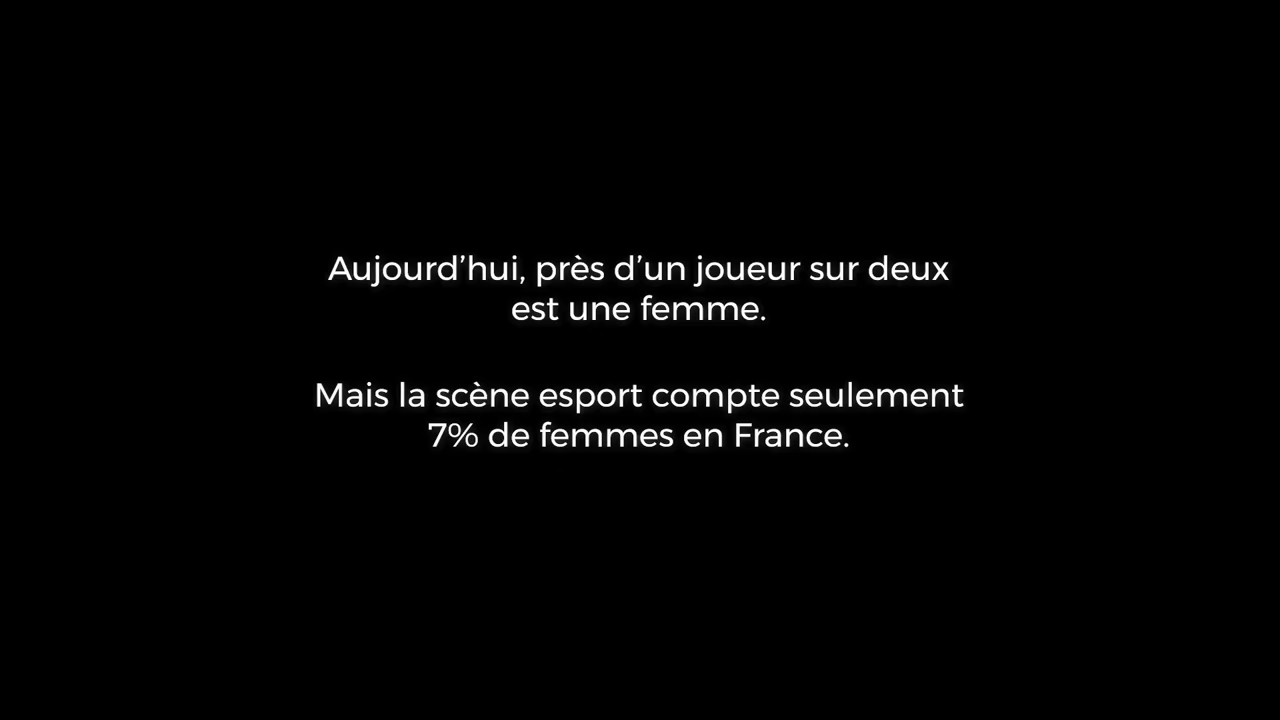 Aujourd’hui, près d’un joueur sur deux
est une femme.
Mais la scène esport compte seulement
7% de femmes en France.